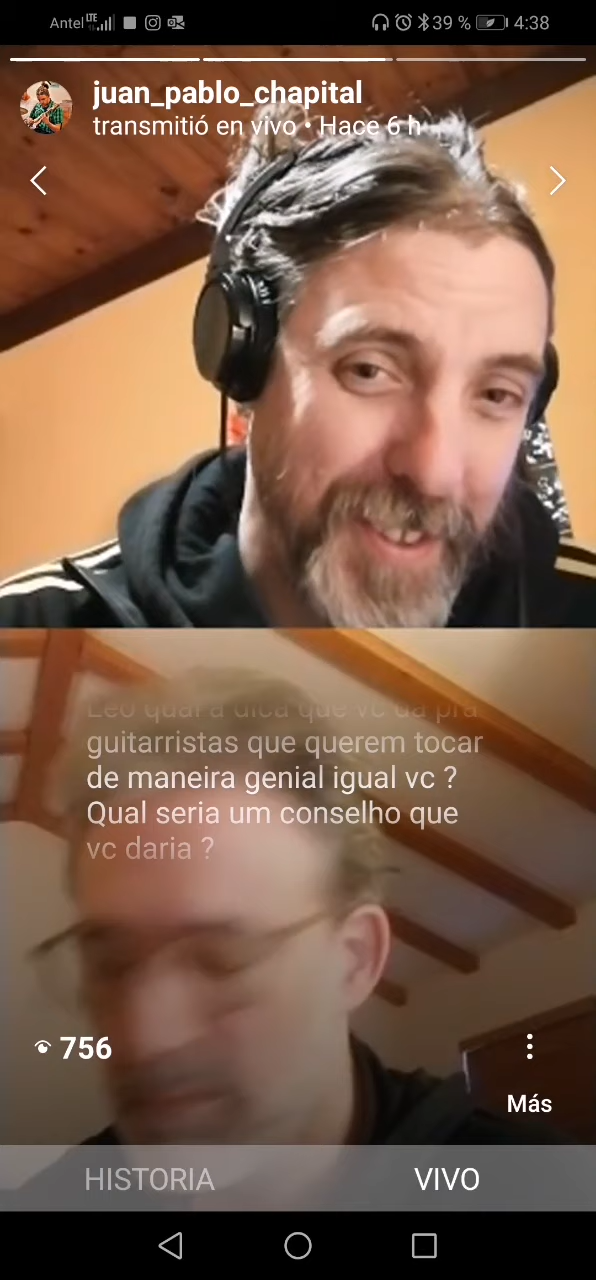 Antel LTE 39 % 4:38
juan_pablo_chapital
transmitió en vivo • Hace 6 h
Leo qual a dica que vc da pra
guitarristas que querem tocar
de maneira genial igual vc ?
Qual seria um conselho que
vc daria ?
756
Más
HISTORIA VIVO